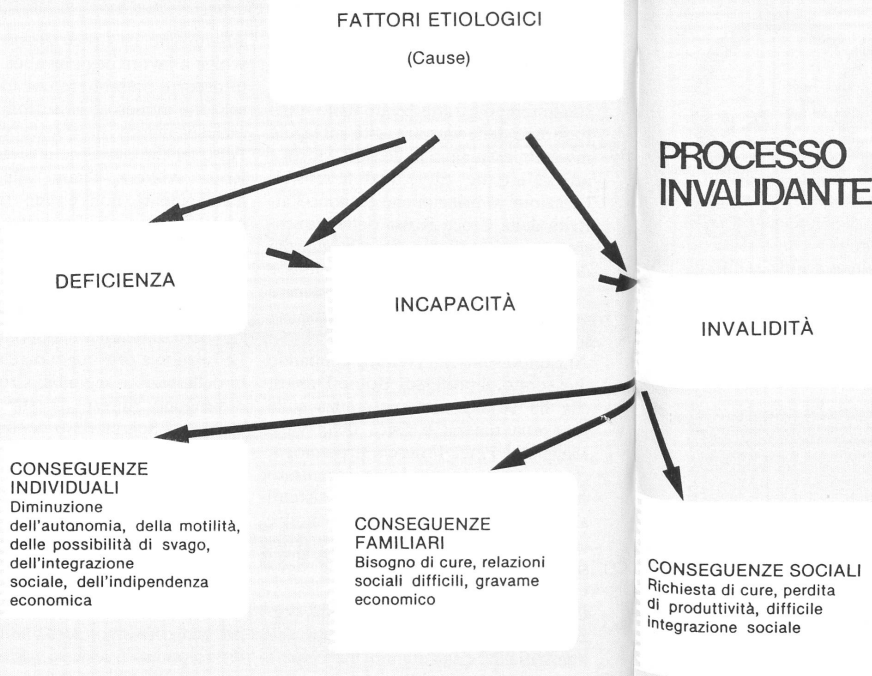 FATTORI ETIOLOGICI
(Cause)
PROCESSO
INVALIDANTE
DEFICIENZA
INCAPACITÀ
INVALIDITÀ
CONSEGUENZE
INDIVIDUALI
Diminuzione
dell'autonomia, della motilità,
delle possibilità di svago,
dell'integrazione
sociale, dell'indipendenza
economica
CONSEGUENZE
FAMILIARI
Bisogno di cure, relazioni
sociali difficili, gravame
economico
CONSEGUENZE SOCIALI
Richiesta di cure, perdita
di produttività, difficile
integrazione sociale